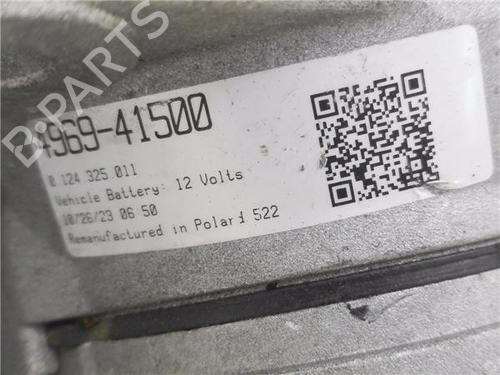 4969-41500
0 124 325 011
Vehicle Battery: 12 Volts
10/26/23 06:50
Remanufactured in Poland 522
B-PARTS